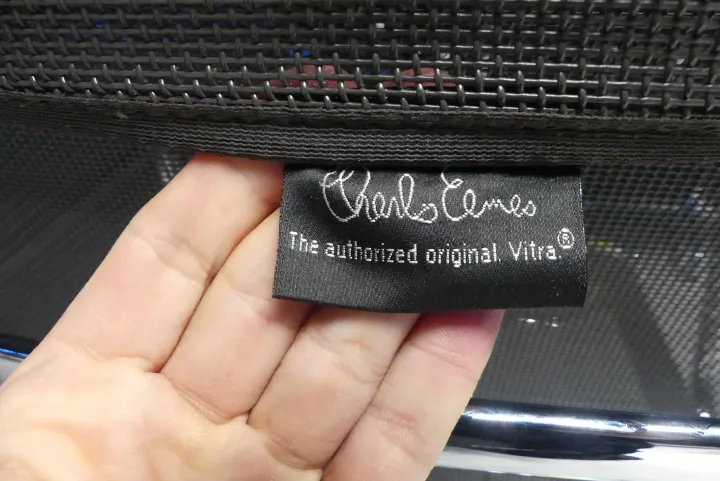 Charles Eames
The authorized original. Vitra.®